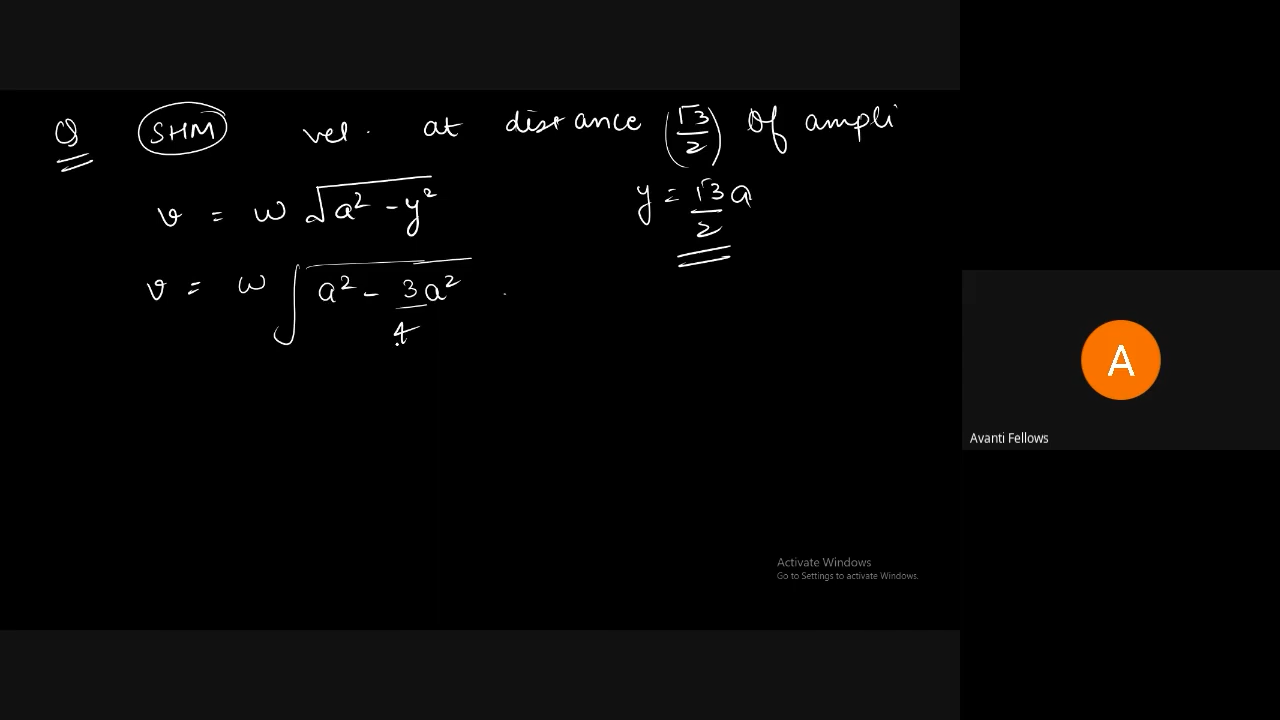 Q SHM vel. at distance (√3/2) of ampli
v = ω √a² - y² y = √3/2 a
v = ω √a² - 3a²/4
A
Avanti Fellows
Activate Windows
Go to Settings to activate Windows.